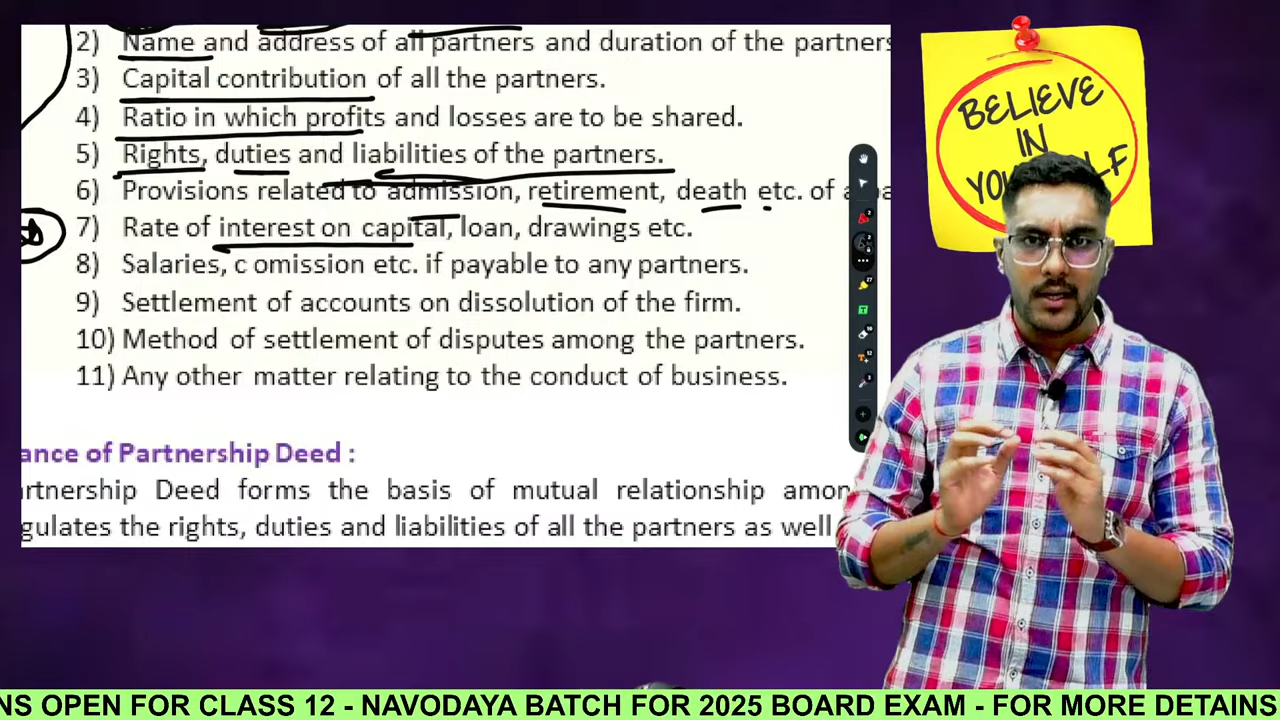 2) Name and address of all partners and duration of the partners
3) Capital contribution of all the partners.
4) Ratio in which profits and losses are to be shared.
5) Rights, duties and liabilities of the partners.
6) Provisions related to admission, retirement, death etc. of a pa
7) Rate of interest on capital, loan, drawings etc.
8) Salaries, c omission etc. if payable to any partners.
9) Settlement of accounts on dissolution of the firm.
10) Method of settlement of disputes among the partners.
11) Any other matter relating to the conduct of business.
ance of Partnership Deed :
artnership Deed forms the basis of mutual relationship amon
gulates the rights, duties and liabilities of all the partners as well
BELIEVE
IN
YOU LF
NS OPEN FOR CLASS 12 - NAVODAYA BATCH FOR 2025 BOARD EXAM - FOR MORE DETAINS